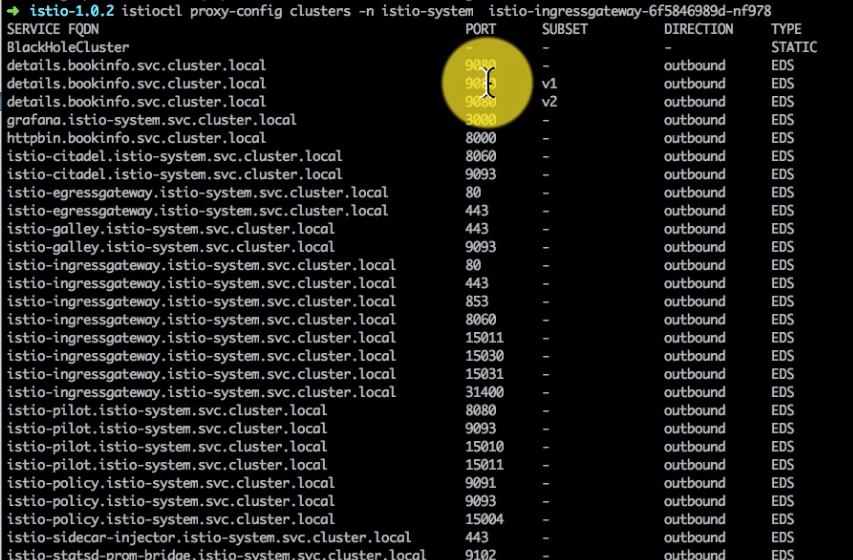 ➜ istio-1.0.2 istioctl proxy-config clusters -n istio-system istio-ingressgateway-6f5846989d-nf978
SERVICE FQDN PORT SUBSET DIRECTION TYPE
BlackHoleCluster - - - STATIC
details.bookinfo.svc.cluster.local 9080 - outbound EDS
details.bookinfo.svc.cluster.local 9080 v1 outbound EDS
details.bookinfo.svc.cluster.local 9080 v2 outbound EDS
grafana.istio-system.svc.cluster.local 3000 - outbound EDS
httpbin.bookinfo.svc.cluster.local 8000 - outbound EDS
istio-citadel.istio-system.svc.cluster.local 8060 - outbound EDS
istio-citadel.istio-system.svc.cluster.local 9093 - outbound EDS
istio-egressgateway.istio-system.svc.cluster.local 80 - outbound EDS
istio-egressgateway.istio-system.svc.cluster.local 443 - outbound EDS
istio-galley.istio-system.svc.cluster.local 443 - outbound EDS
istio-galley.istio-system.svc.cluster.local 9093 - outbound EDS
istio-ingressgateway.istio-system.svc.cluster.local 80 - outbound EDS
istio-ingressgateway.istio-system.svc.cluster.local 443 - outbound EDS
istio-ingressgateway.istio-system.svc.cluster.local 853 - outbound EDS
istio-ingressgateway.istio-system.svc.cluster.local 8060 - outbound EDS
istio-ingressgateway.istio-system.svc.cluster.local 15011 - outbound EDS
istio-ingressgateway.istio-system.svc.cluster.local 15030 - outbound EDS
istio-ingressgateway.istio-system.svc.cluster.local 15031 - outbound EDS
istio-ingressgateway.istio-system.svc.cluster.local 31400 - outbound EDS
istio-pilot.istio-system.svc.cluster.local 8080 - outbound EDS
istio-pilot.istio-system.svc.cluster.local 9093 - outbound EDS
istio-pilot.istio-system.svc.cluster.local 15010 - outbound EDS
istio-pilot.istio-system.svc.cluster.local 15011 - outbound EDS
istio-policy.istio-system.svc.cluster.local 9091 - outbound EDS
istio-policy.istio-system.svc.cluster.local 9093 - outbound EDS
istio-policy.istio-system.svc.cluster.local 15004 - outbound EDS
istio-sidecar-injector.istio-system.svc.cluster.local 443 - outbound EDS
istio-statsd-prom-bridge.istio-system.svc.cluster.local 9102 - outbound EDS